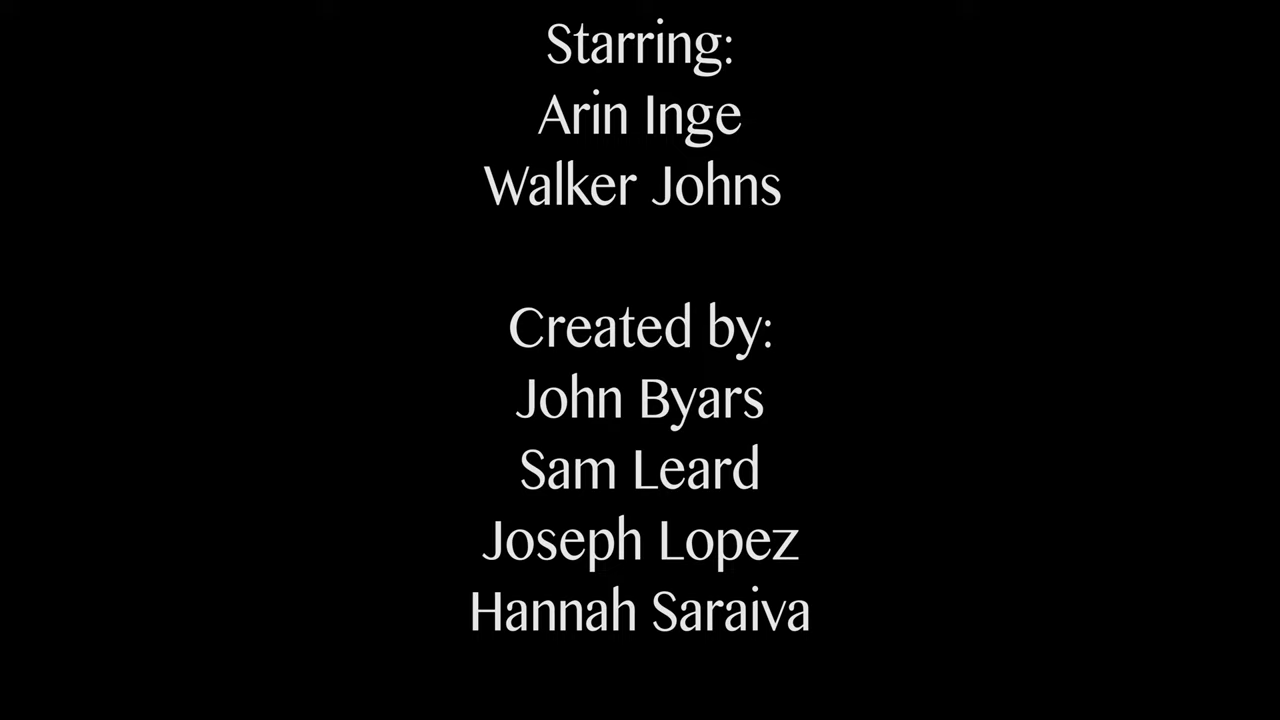 Starring:
Arin Inge
Walker Johns
Created by:
John Byars
Sam Leard
Joseph Lopez
Hannah Saraiva